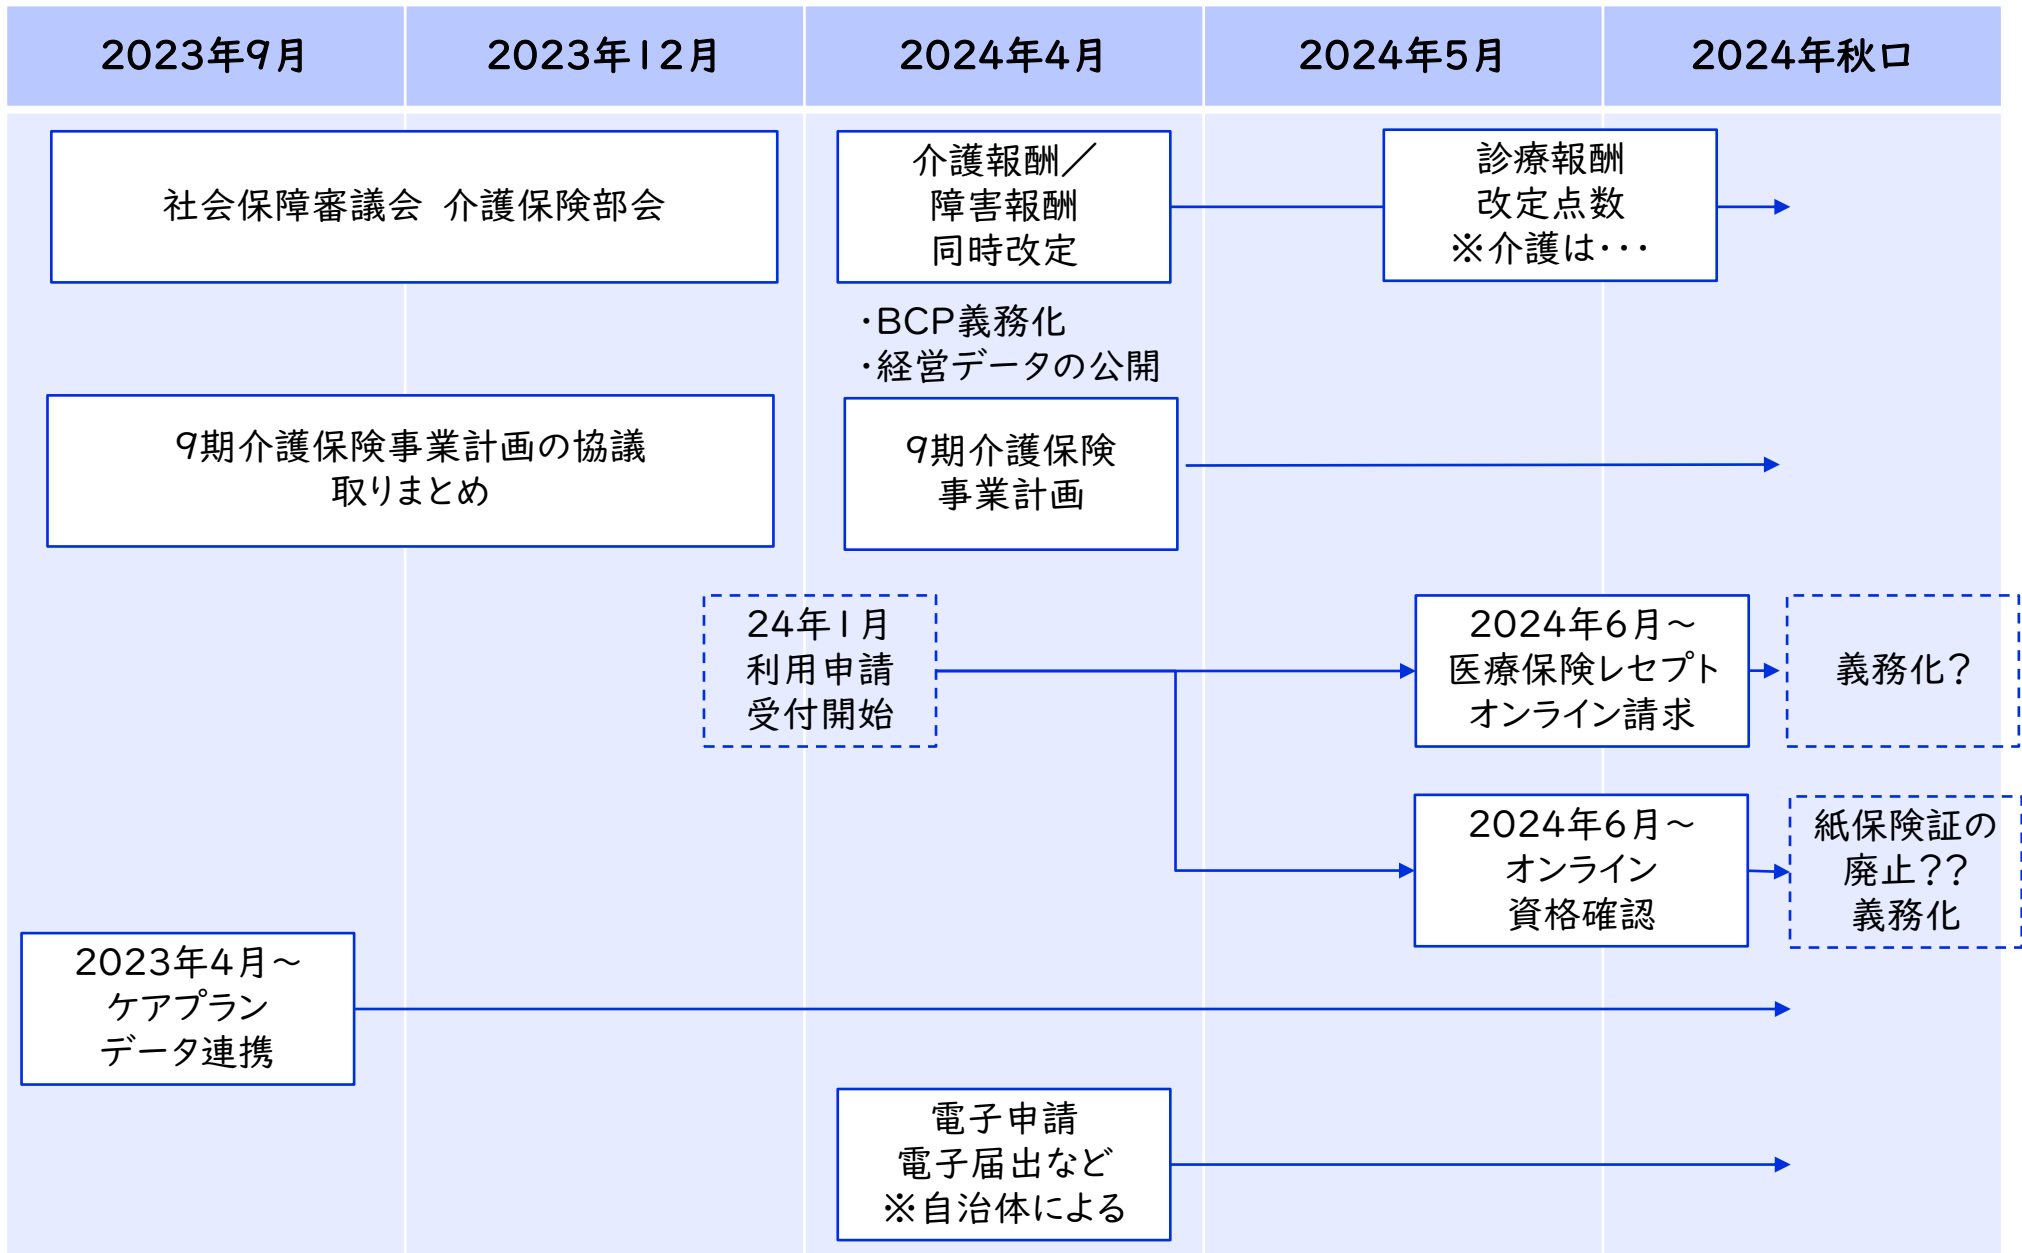 2023年9月
2023年12月
2024年4月
2024年5月
2024年秋口
社会保障審議会 介護保険部会
介護報酬／
障害報酬
同時改定
診療報酬
改定点数
※介護は・・・
・BCP義務化
・経営データの公開
9期介護保険事業計画の協議
取りまとめ
9期介護保険
事業計画
24年1月
利用申請
受付開始
2024年6月～
医療保険レセプト
オンライン請求
義務化？
2024年6月～
オンライン
資格確認
紙保険証の
廃止？？
義務化
2023年4月～
ケアプラン
データ連携
電子申請
電子届出など
※自治体による